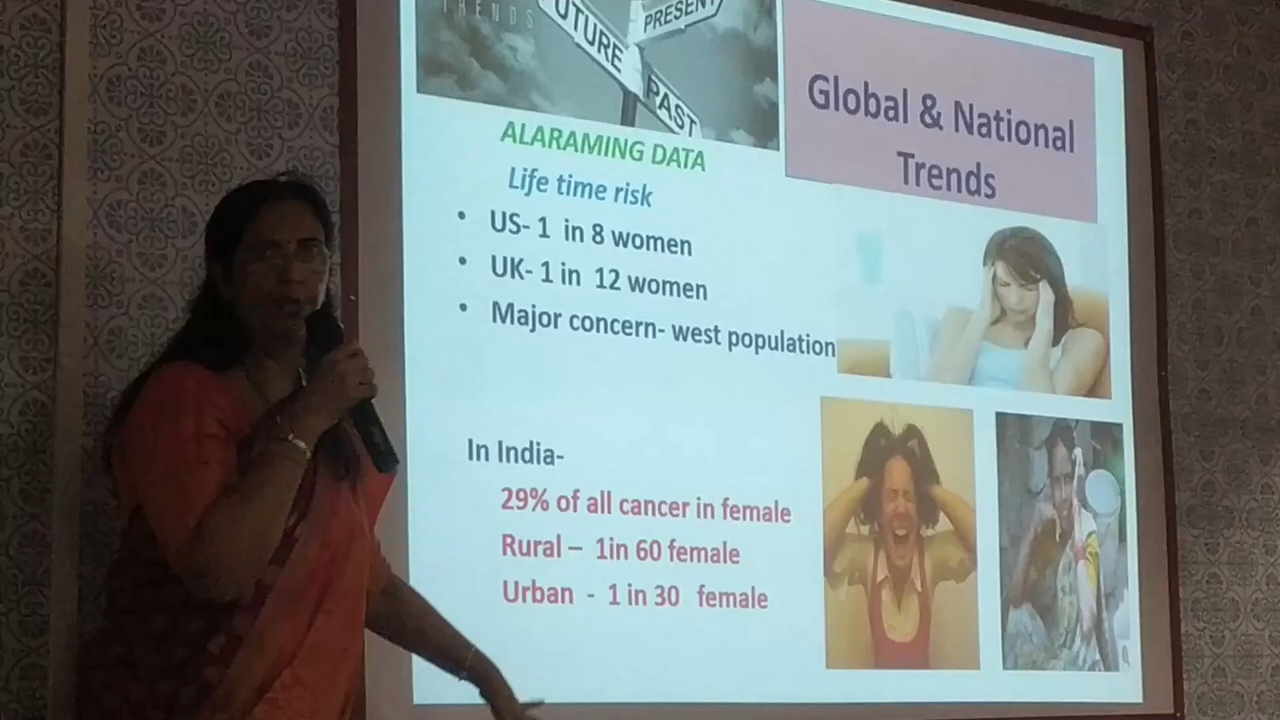 TRENDS
FUTURE
PRESENT
PAST
Global & National
Trends
ALARAMING DATA
Life time risk
• US- 1 in 8 women
• UK- 1 in 12 women
• Major concern- west population
In India-
29% of all cancer in female
Rural – 1in 60 female
Urban - 1 in 30 female